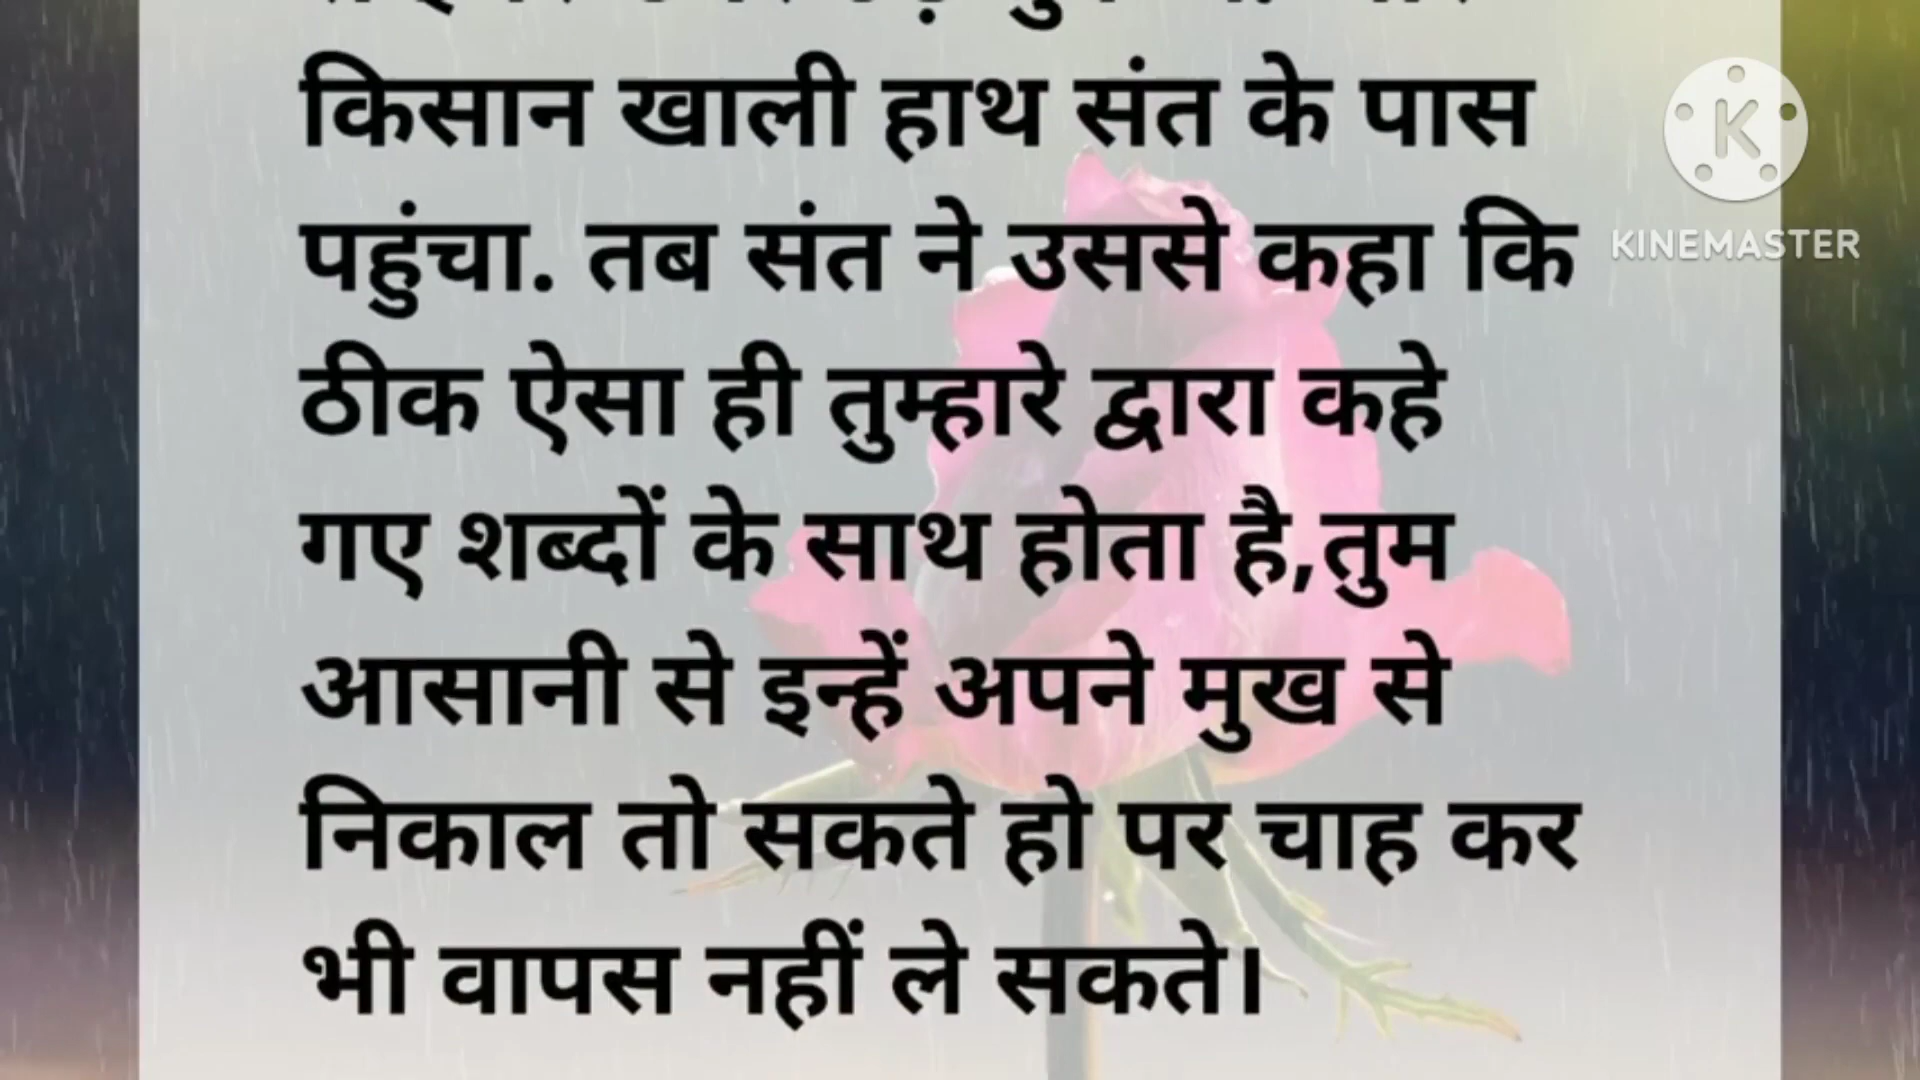 किसान खाली हाथ संत के पास
पहुंचा. तब संत ने उससे कहा कि
ठीक ऐसा ही तुम्हारे द्वारा कहे
गए शब्दों के साथ होता है,तुम
आसानी से इन्हें अपने मुख से
निकाल तो सकते हो पर चाह कर
भी वापस नहीं ले सकते।
K
KINEMASTER